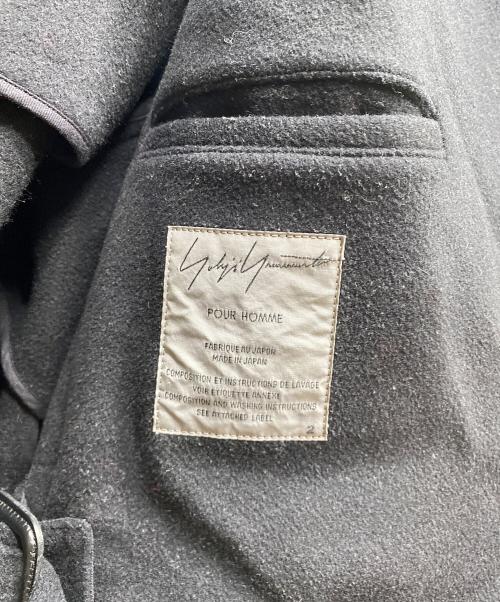 Yohji Yamamoto
POUR HOMME
FABRIQUE AU JAPON
MADE IN JAPAN
COMPOSITION ET INSTRUCTIONS DE LAVAGE
VOIR ETIQUETTE ANNEXE
COMPOSITION AND WASHING INSTRUCTIONS
SEE ATTACHED LABEL
2